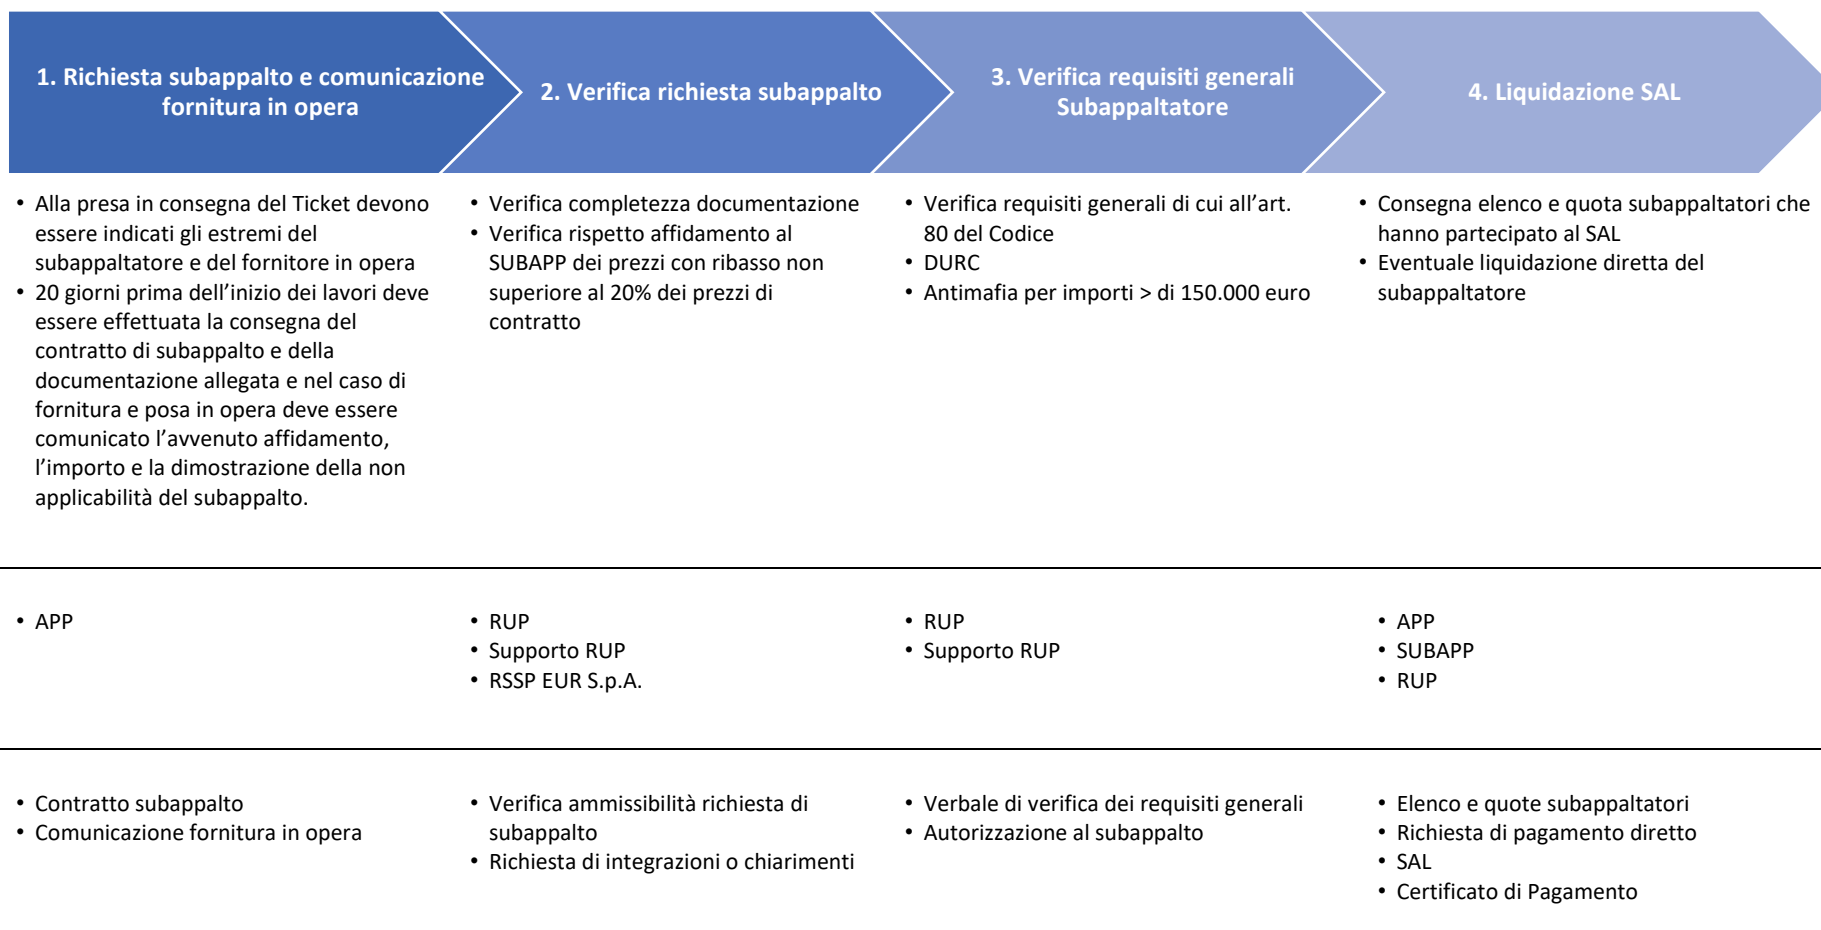 1. Richiesta subappalto e comunicazione
fornitura in opera
2. Verifica richiesta subappalto
3. Verifica requisiti generali
Subappaltatore
4. Liquidazione SAL
• Alla presa in consegna del Ticket devono
essere indicati gli estremi del
subappaltatore e del fornitore in opera
• 20 giorni prima dell’inizio dei lavori deve
essere effettuata la consegna del
contratto di subappalto e della
documentazione allegata e nel caso di
fornitura e posa in opera deve essere
comunicato l’avvenuto affidamento,
l’importo e la dimostrazione della non
applicabilità del subappalto.
• Verifica completezza documentazione
• Verifica rispetto affidamento al
SUBAPP dei prezzi con ribasso non
superiore al 20% dei prezzi di
contratto
• Verifica requisiti generali di cui all’art.
80 del Codice
• DURC
• Antimafia per importi > di 150.000 euro
• Consegna elenco e quota subappaltatori che
hanno partecipato al SAL
• Eventuale liquidazione diretta del
subappaltatore
• APP
• RUP
• Supporto RUP
• RSSP EUR S.p.A.
• RUP
• Supporto RUP
• APP
• SUBAPP
• RUP
• Contratto subappalto
• Comunicazione fornitura in opera
• Verifica ammissibilità richiesta di
subappalto
• Richiesta di integrazioni o chiarimenti
• Verbale di verifica dei requisiti generali
• Autorizzazione al subappalto
• Elenco e quote subappaltatori
• Richiesta di pagamento diretto
• SAL
• Certificato di Pagamento